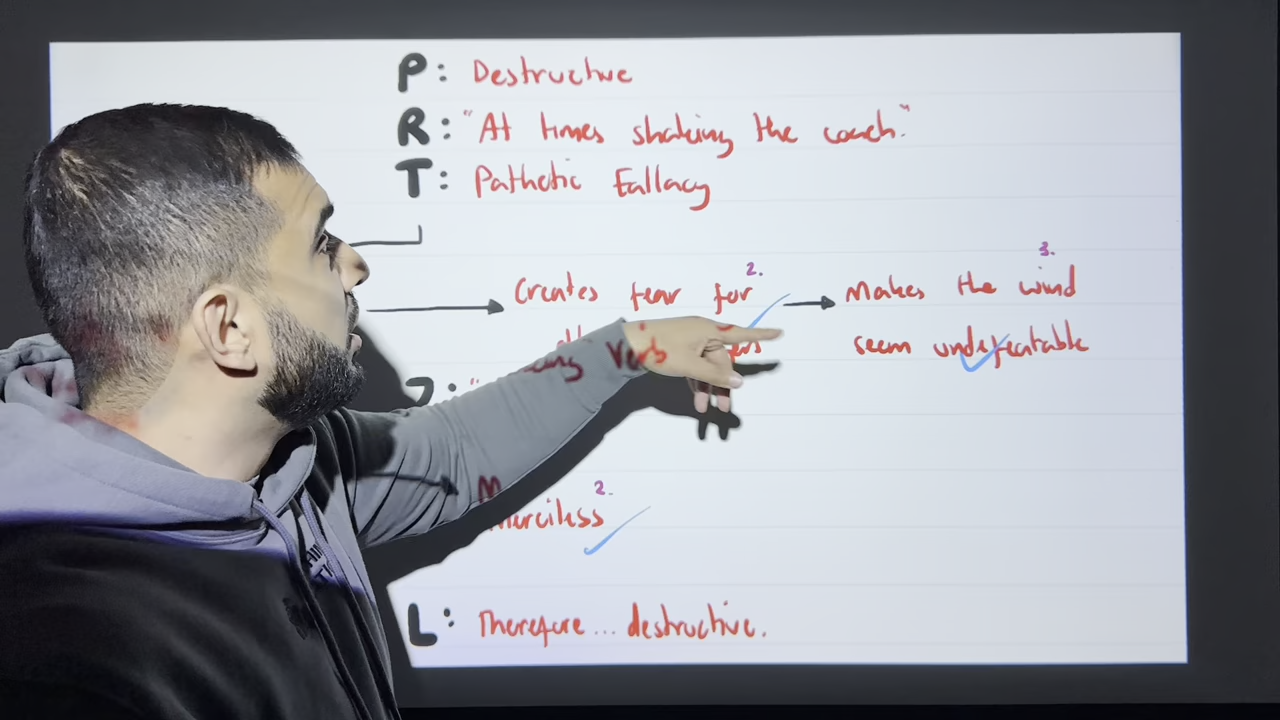 P: Destructive
R: "At times shaking the coach."
T: Pathetic Fallacy
2.
3.
Creates fear for → Makes the wind
seem undefeatable
Verb
2.
merciless
L: Therefore... destructive.